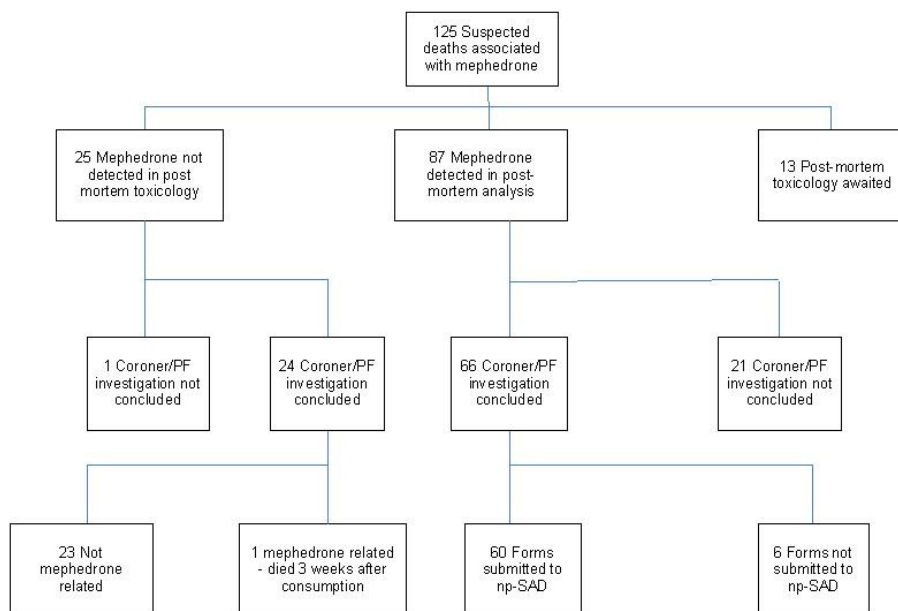 125 Suspected
deaths associated
with mephedrone
25 Mephedrone not
detected in post
mortem toxicology
87 Mephedrone
detected in post-
mortem analysis
13 Post-mortem
toxicology awaited
1 Coroner/PF
investigation not
concluded
24 Coroner/PF
investigation
concluded
66 Coroner/PF
investigation
concluded
21 Coroner/PF
investigation not
concluded
23 Not
mephedrone
related
1 mephedrone related
- died 3 weeks after
consumption
60 Forms
submitted to
np-SAD
6 Forms not
submitted to
np-SAD